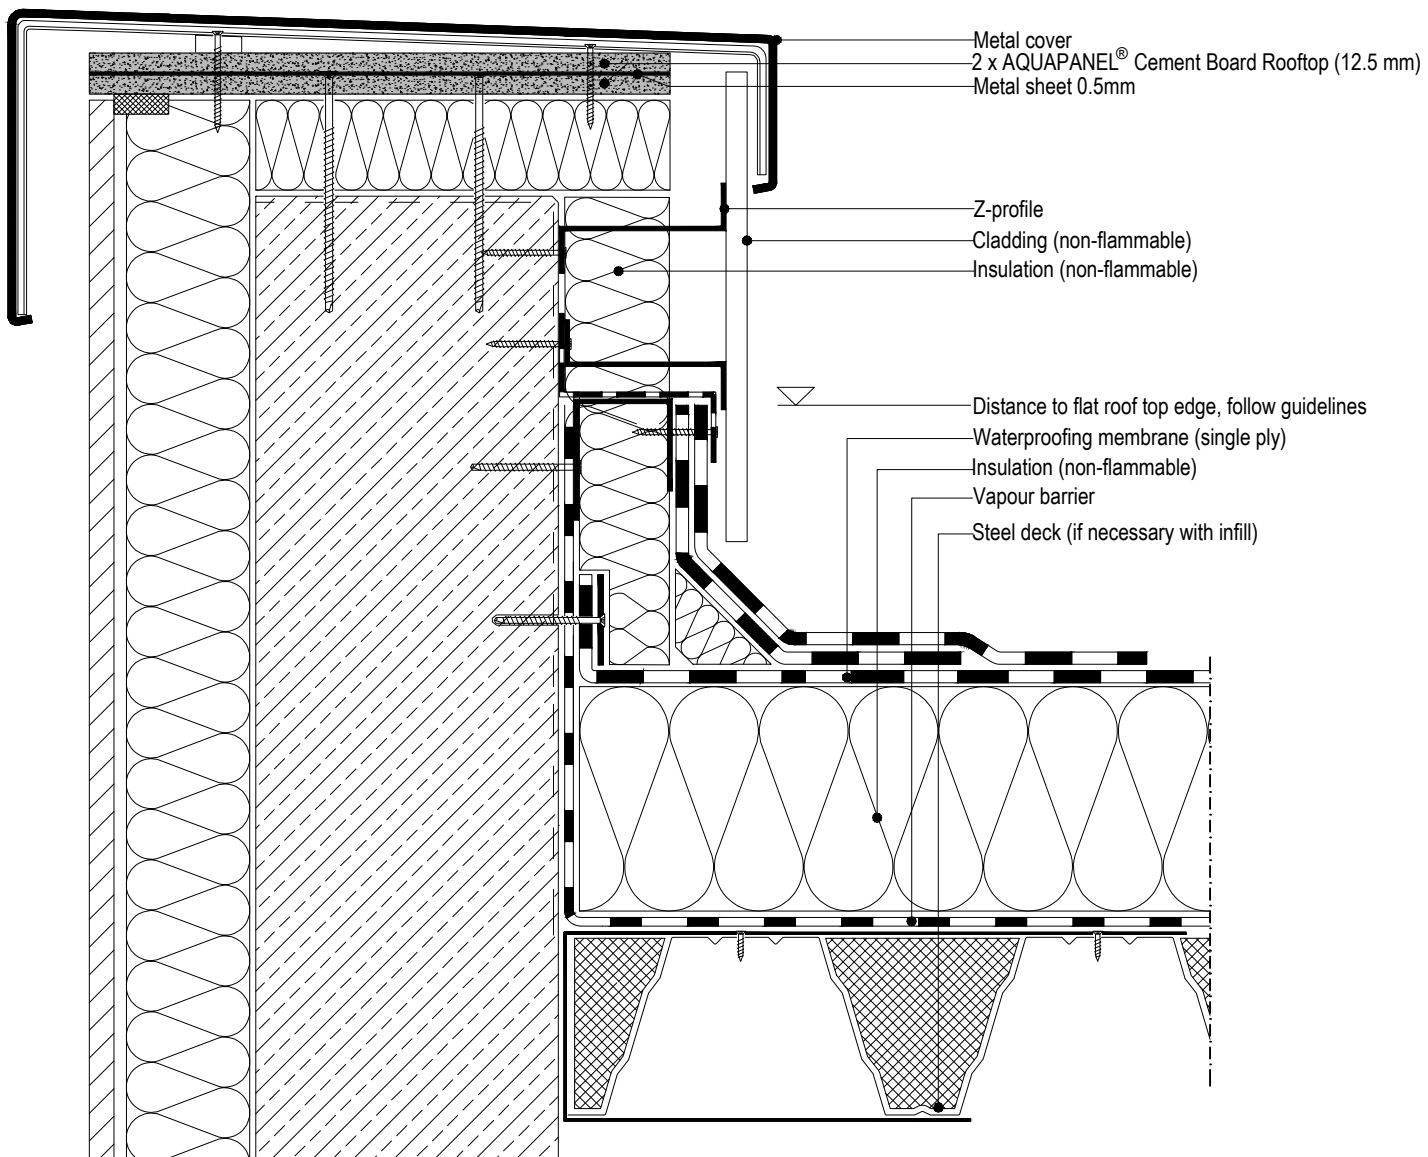 Metal cover
2 x AQUAPANEL® Cement Board Rooftop (12.5 mm)
Metal sheet 0.5mm
Z-profile
Cladding (non-flammable)
Insulation (non-flammable)
Distance to flat roof top edge, follow guidelines
Waterproofing membrane (single ply)
Insulation (non-flammable)
Vapour barrier
Steel deck (if necessary with infill)